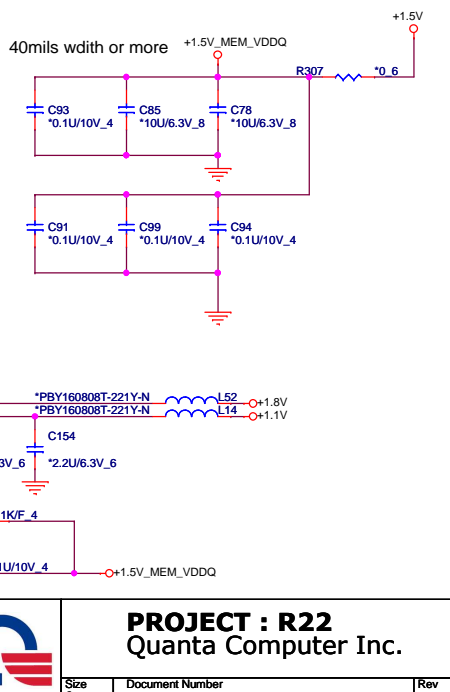 +1.5V
40mils wdith or more
+1.5V_MEM_VDDQ
R307
*0_6
C93
*0.1U/10V_4
C85
*10U/6.3V_8
C78
*10U/6.3V_8
C91
*0.1U/10V_4
C99
*0.1U/10V_4
C94
*0.1U/10V_4
*PBY160808T-221Y-N
L52
+1.8V
*PBY160808T-221Y-N
L14
+1.1V
C154
3V_6
*2.2U/6.3V_6
1K/F_4
1U/10V_4
+1.5V_MEM_VDDQ
PROJECT : R22
Quanta Computer Inc.
Size
Document Number
Rev